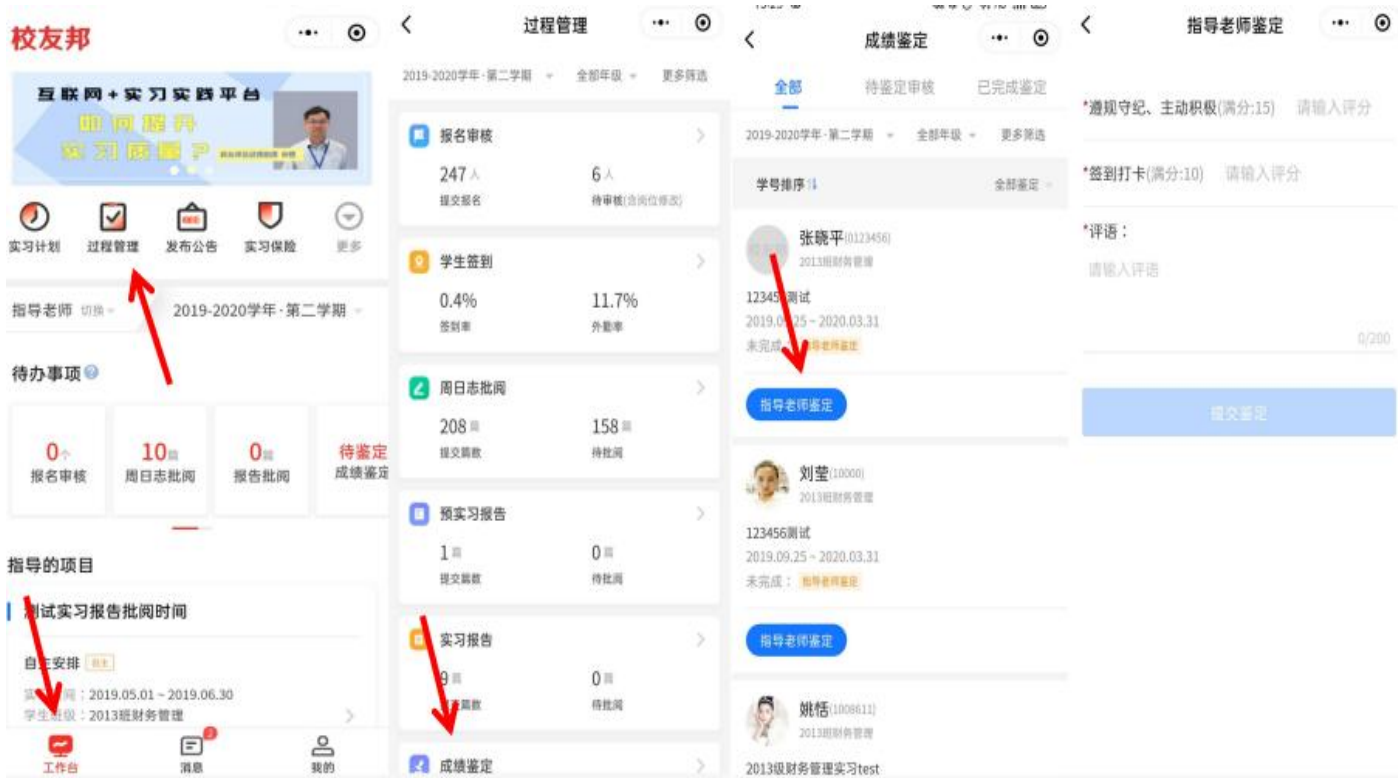 校友邦
互联网+实习实践平台
如何提升
实习质量？
实习计划 过程管理 发布公告 实习保险 更多
指导老师 切换 2019-2020学年·第二学期
待办事项
0个 10篇 0篇 待鉴定
报名审核 周日志批阅 报告批阅 成绩鉴定
指导的项目
测试实习报告批阅时间
自主安排 自主
2019.05.01 ~ 2019.06.30
学生班级：2013班财务管理
2
工作台 消息 我的
过程管理
2019-2020学年·第二学期 全部年级 更多筛选
报名审核
247人 6人
提交报名 待审核(含岗位修改)
学生签到
0.4% 11.7%
签到率 外勤率
周日志批阅
208篇 158篇
提交篇数 待批阅
预实习报告
1篇 0篇
提交篇数 待批阅
实习报告
9篇 0篇
篇数 待批阅
成绩鉴定
成绩鉴定
全部 待鉴定审核 已完成鉴定
2019-2020学年·第二学期 全部年级 更多筛选
学号排序 全部鉴定
张晓平(0123456)
2013班财务管理
123456测试
2019.09.25 ~ 2020.03.31
未完成： 指导老师鉴定
指导老师鉴定
刘莹(10000)
2013班财务管理
123456测试
2019.09.25 ~ 2020.03.31
未完成： 指导老师鉴定
指导老师鉴定
姚恬(1008611)
2013班财务管理
2013级财务管理实习test
指导老师鉴定
*遵规守纪、主动积极(满分:15) 请输入评分
*签到打卡(满分:10) 请输入评分
*评语：
请输入评语
0/200
提交鉴定